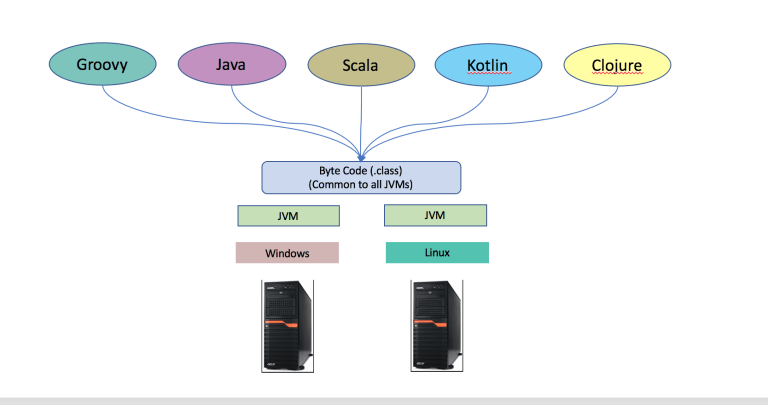 Groovy
Java
Scala
Kotlin
Clojure
Byte Code (.class)
(Common to all JVMs)
JVM
JVM
Windows
Linux